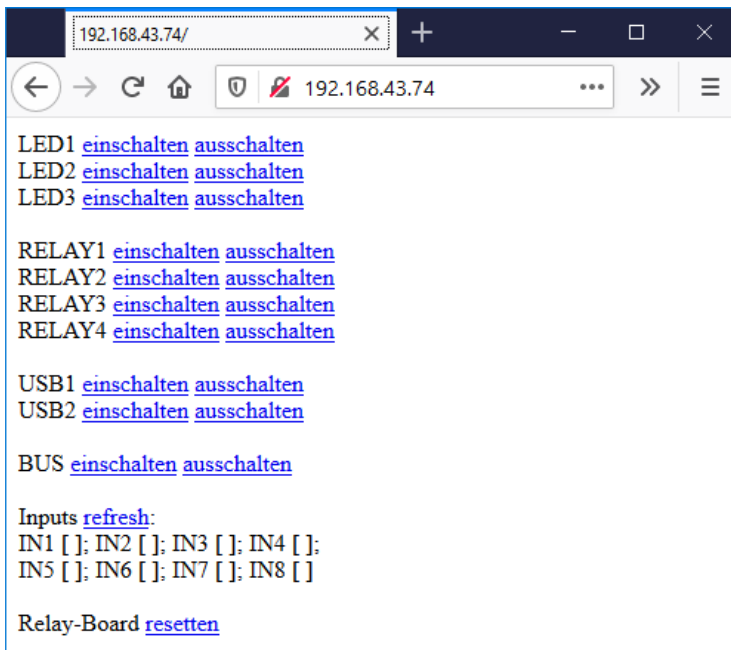 192.168.43.74/
192.168.43.74
LED1 einschalten ausschalten
LED2 einschalten ausschalten
LED3 einschalten ausschalten
RELAY1 einschalten ausschalten
RELAY2 einschalten ausschalten
RELAY3 einschalten ausschalten
RELAY4 einschalten ausschalten
USB1 einschalten ausschalten
USB2 einschalten ausschalten
BUS einschalten ausschalten
Inputs refresh:
IN1 [ ]; IN2 [ ]; IN3 [ ]; IN4 [ ];
IN5 [ ]; IN6 [ ]; IN7 [ ]; IN8 [ ]
Relay-Board resetten